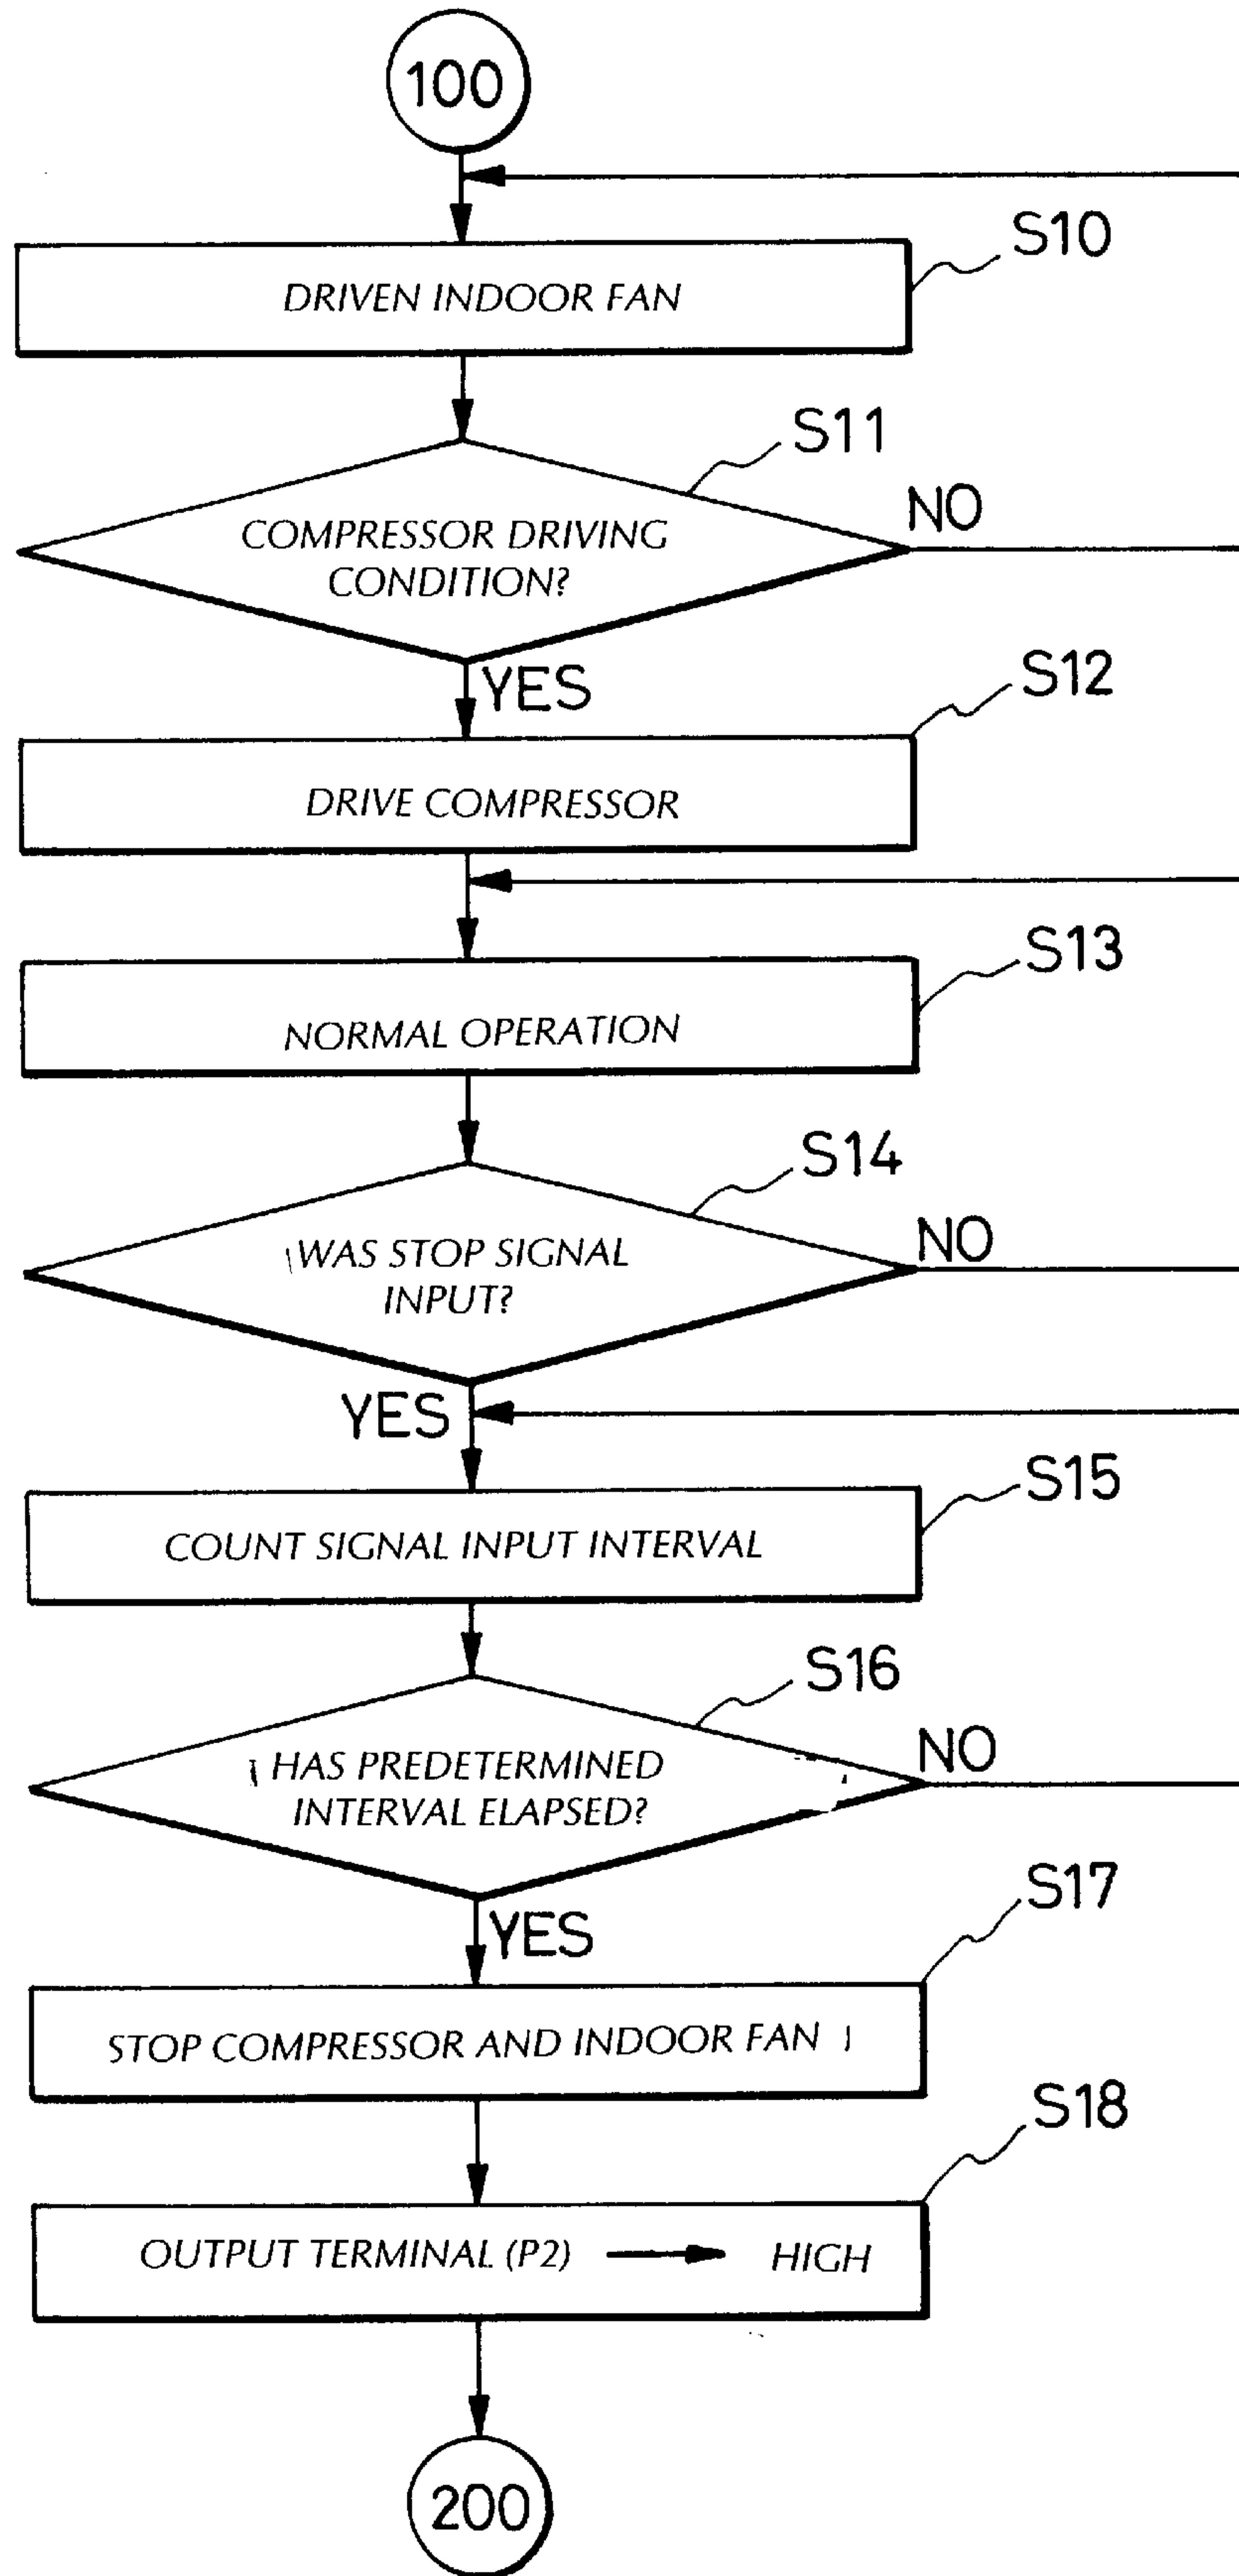 100
S10
DRIVEN INDOOR FAN
S11
COMPRESSOR DRIVING
CONDITION?
NO
YES
S12
DRIVE COMPRESSOR
S13
NORMAL OPERATION
S14
WAS STOP SIGNAL
INPUT?
NO
YES
S15
COUNT SIGNAL INPUT INTERVAL
S16
HAS PREDETERMINED
INTERVAL ELAPSED?
NO
YES
S17
STOP COMPRESSOR AND INDOOR FAN
S18
OUTPUT TERMINAL (P2) → HIGH
200